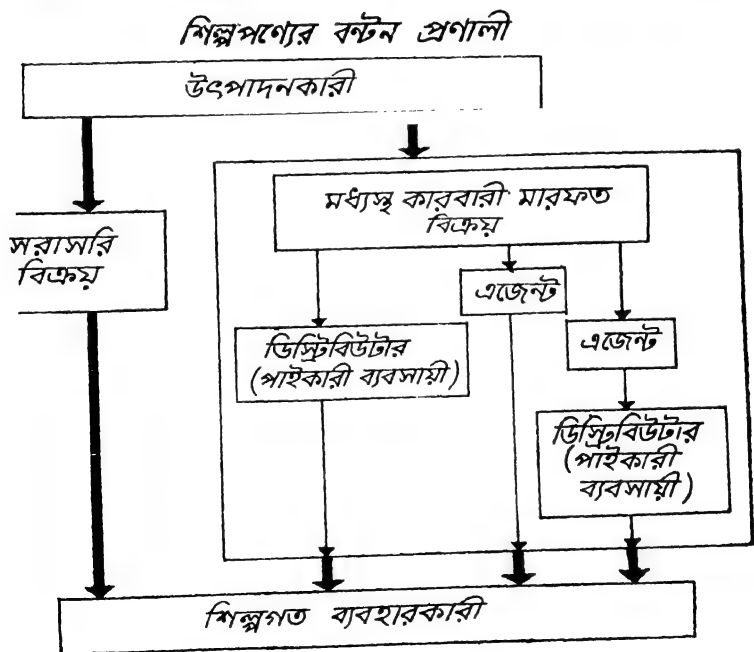 শিল্পপণ্যের বন্টন প্রণালী
উৎপাদনকারী
মধ্যস্থ কারবারী মারফত
বিক্রয়
সরাসরি
বিক্রয়
এজেন্ট
ডিস্ট্রিবিউটার
(পাইকারী ব্যবসায়ী)
এজেন্ট
ডিস্ট্রিবিউটার
(পাইকারী
ব্যবসায়ী)
শিল্পগত ব্যবহারকারী